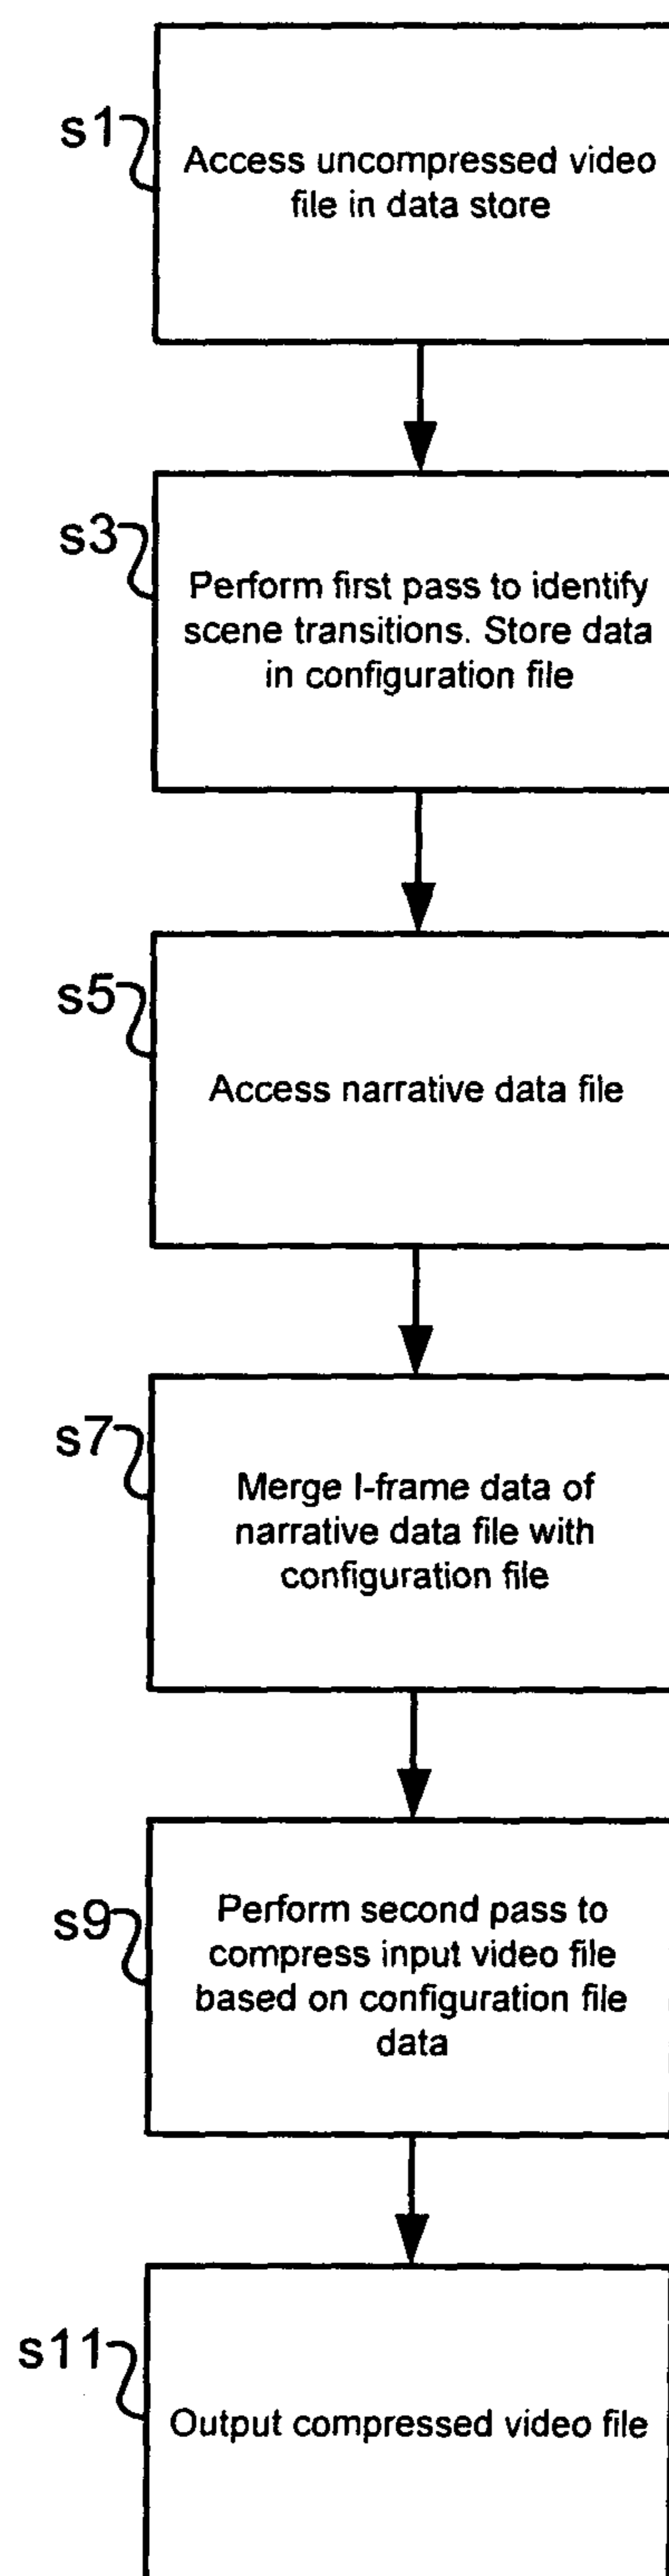 s1
Access uncompressed video
file in data store
s3
Perform first pass to identify
scene transitions. Store data
in configuration file
s5
Access narrative data file
s7
Merge I-frame data of
narrative data file with
configuration file
s9
Perform second pass to
compress input video file
based on configuration file
data
s11
Output compressed video file